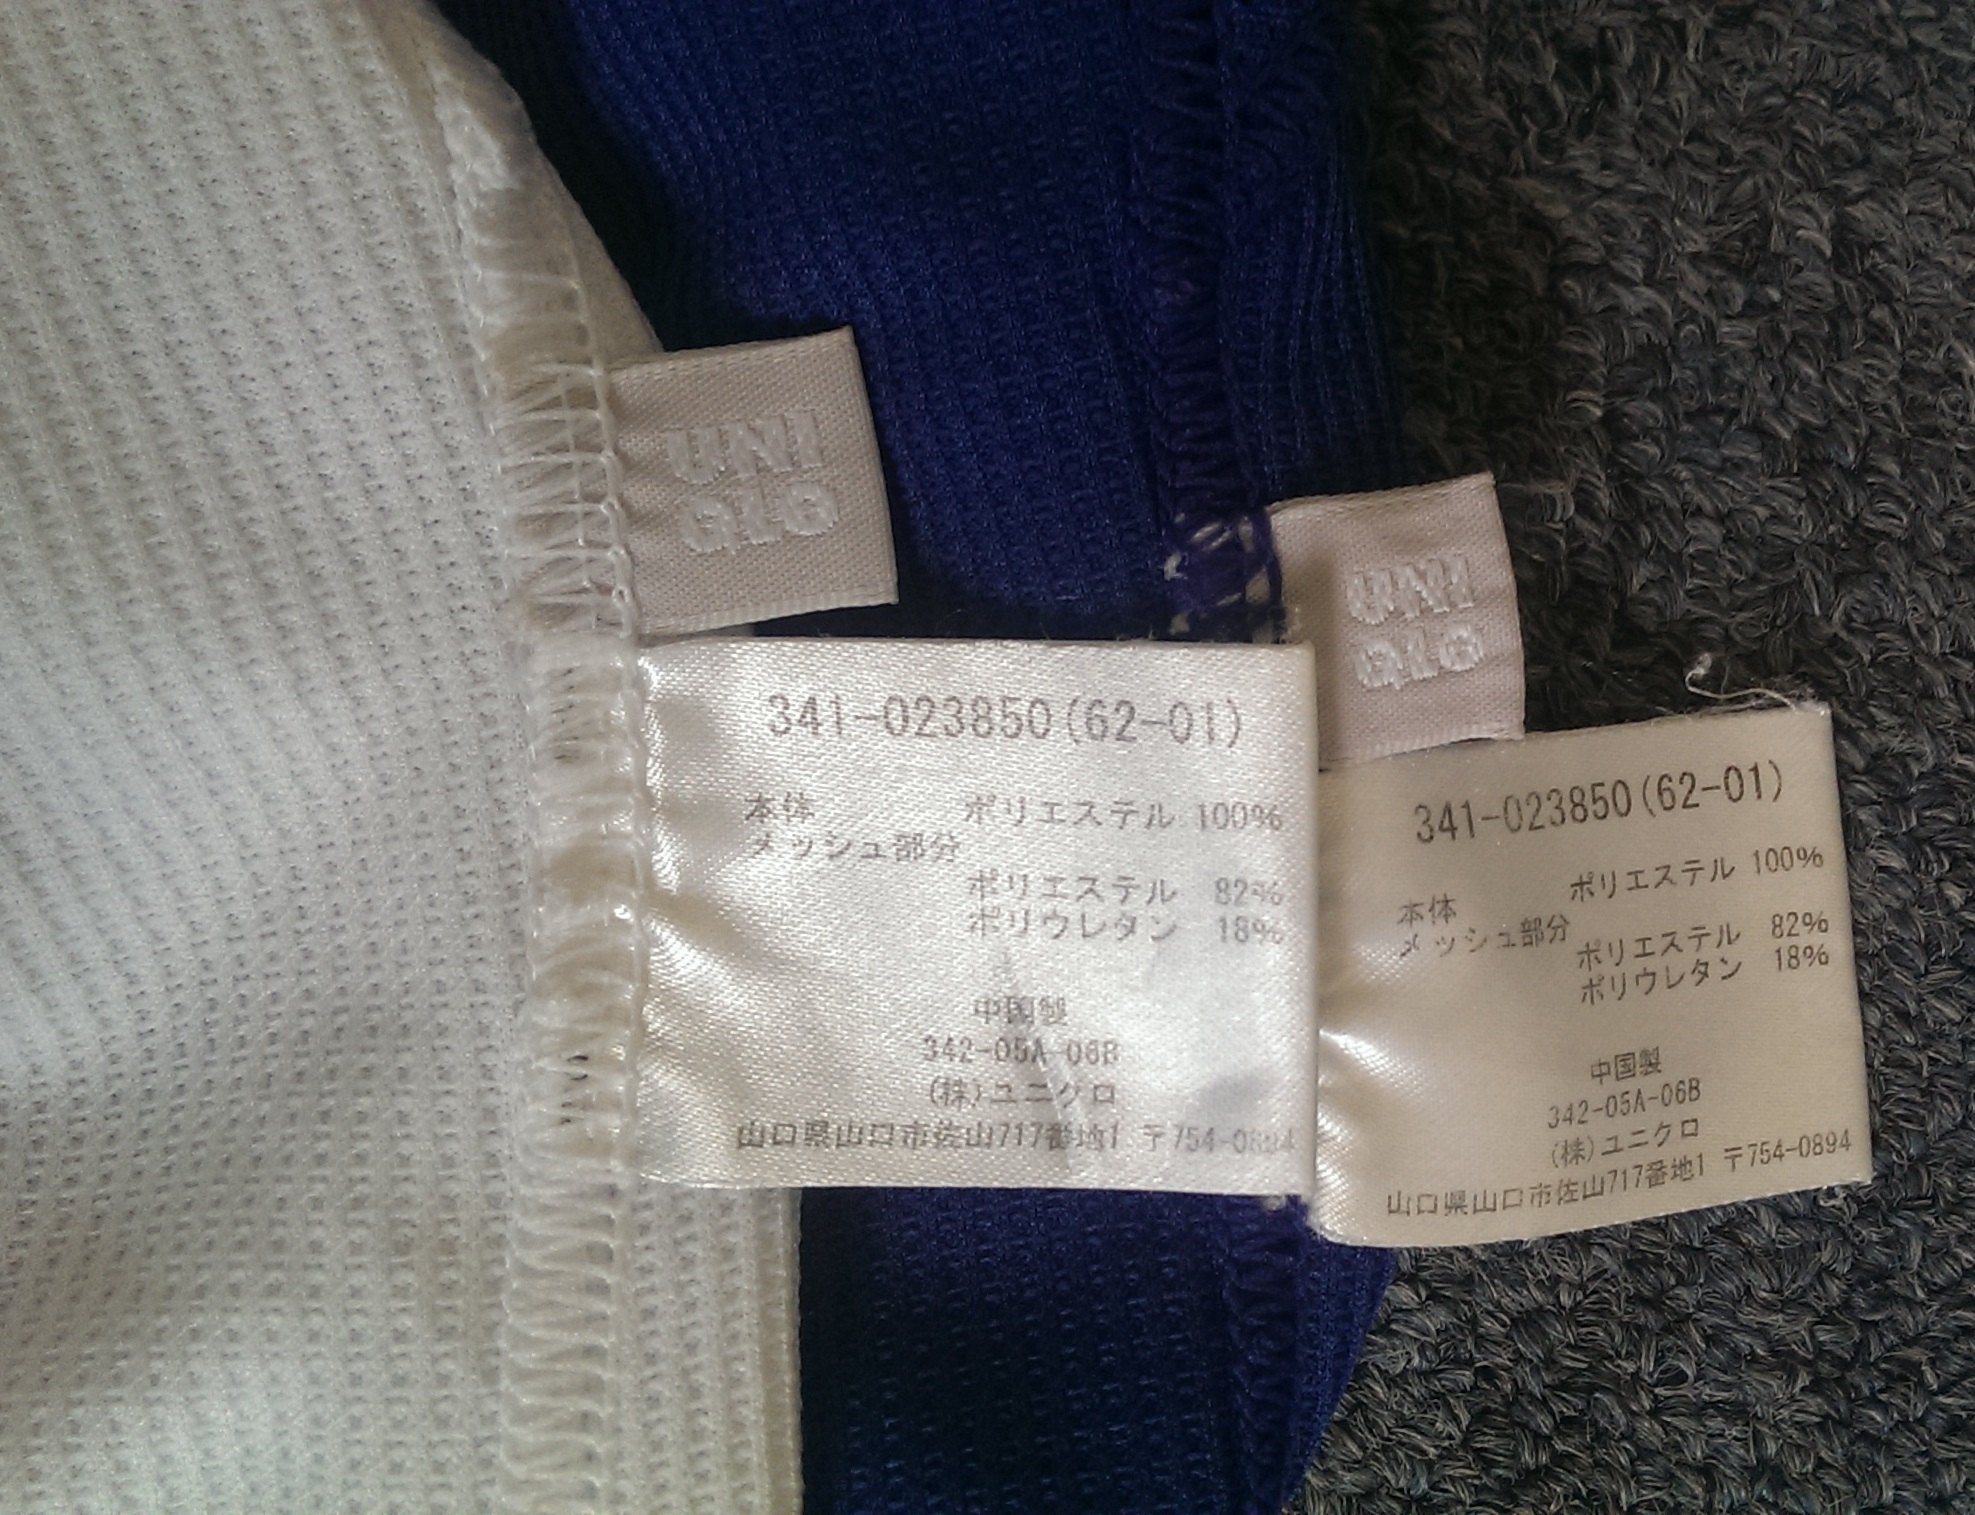 UNI
QLO
341-023850(62-01)
本体 ポリエステル 100%
メッシュ部分
ポリエステル 82%
ポリウレタン 18%
中国製
342-05A-06B
(株)ユニクロ
山口県山口市佐山717番地1 〒754-0894
UNI
QLO
341-023850(62-01)
本体 ポリエステル 100%
メッシュ部分
ポリエステル 82%
ポリウレタン 18%
中国製
342-05A-06B
(株)ユニクロ
山口県山口市佐山717番地1 〒754-0894